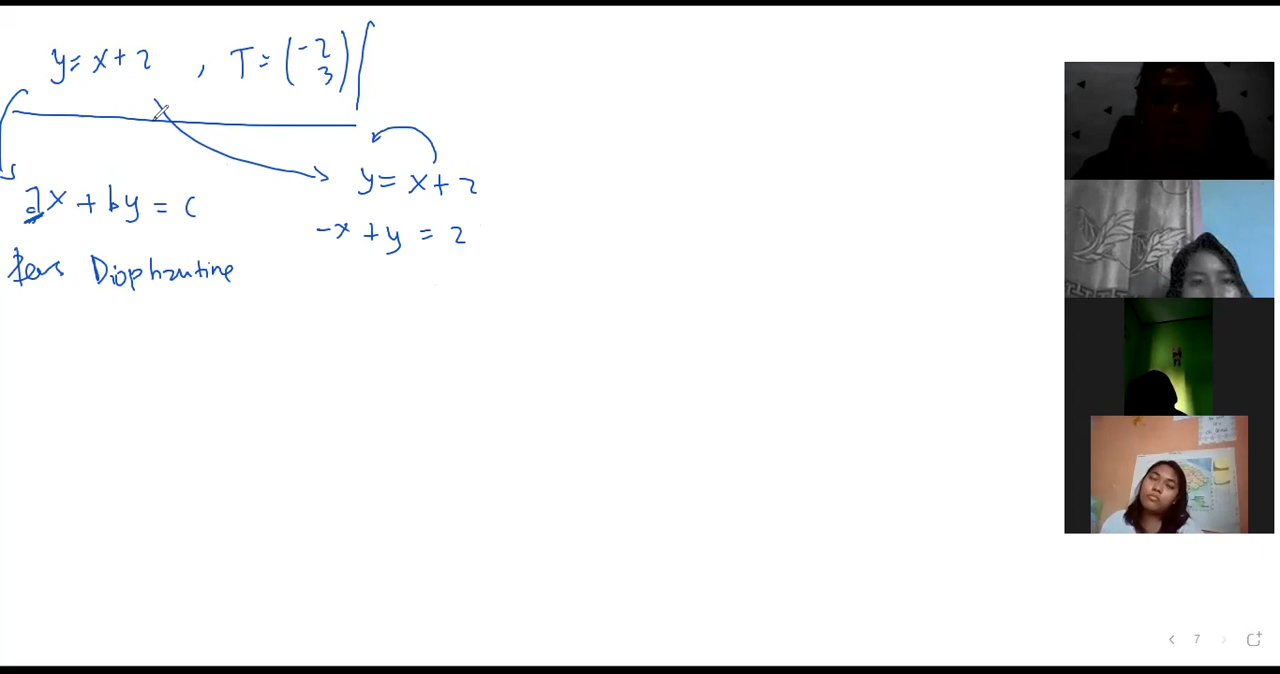 y = x + 2 , T = (-2 3)
ax + by = c
Pers Diophantine
y = x + 2
-x + y = 2
7